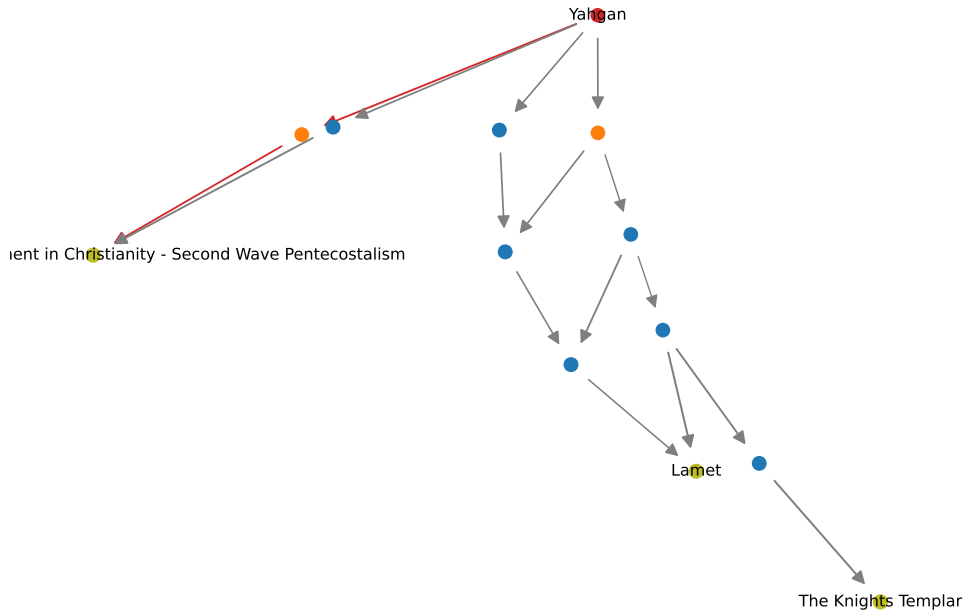 Yahgan
in Christianity - Second Wave Pentecostalism
Lamet
The Knights Templar